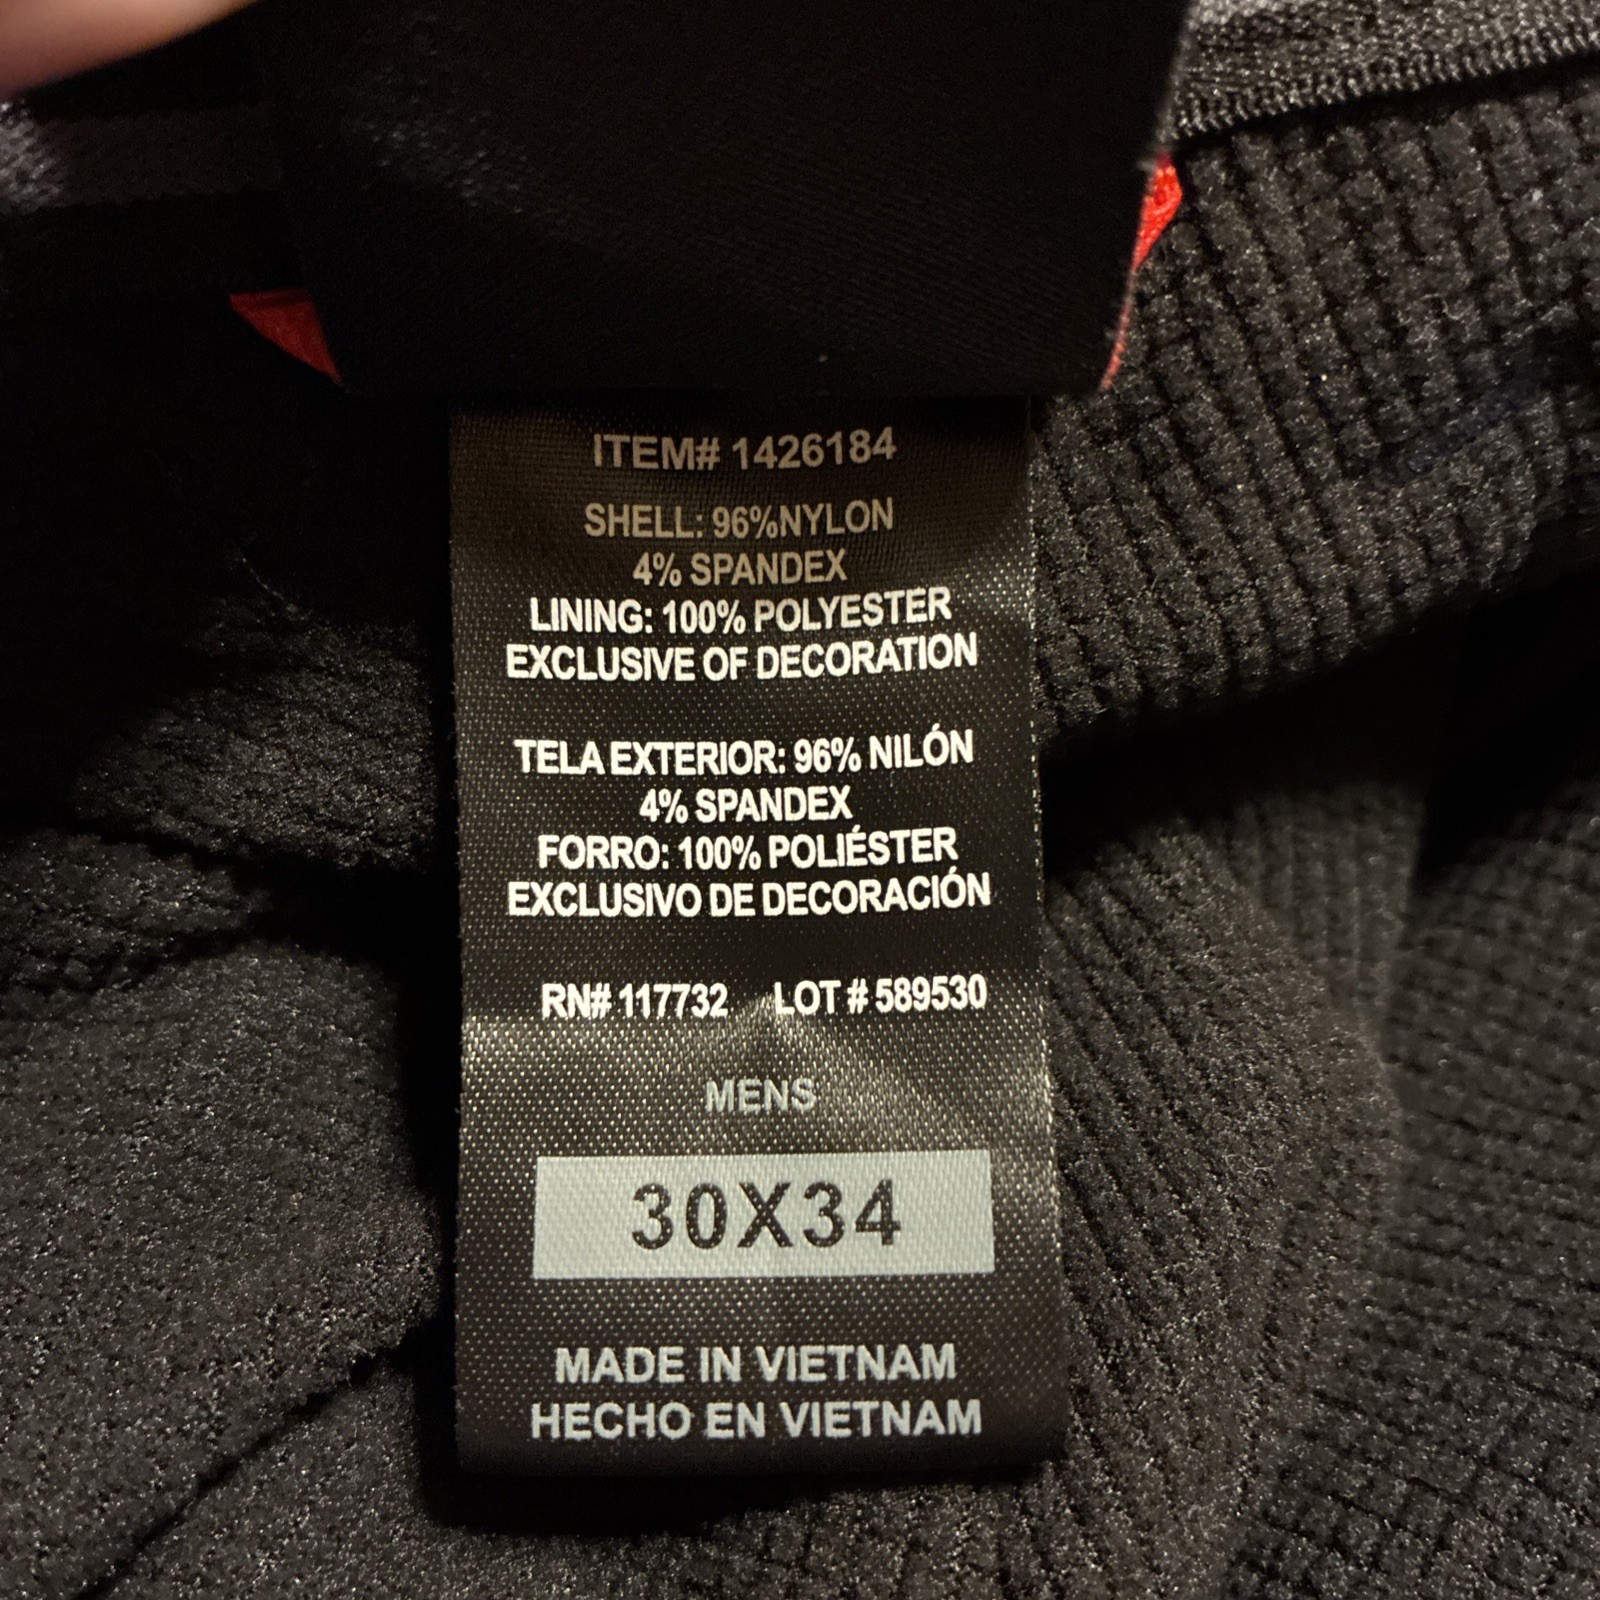 ITEM# 1426184
SHELL: 96%NYLON
4% SPANDEX
LINING: 100% POLYESTER
EXCLUSIVE OF DECORATION
TELA EXTERIOR: 96% NILÓN
4% SPANDEX
FORRO: 100% POLIÉSTER
EXCLUSIVO DE DECORACIÓN
RN# 117732 LOT # 589530
MENS
30X34
MADE IN VIETNAM
HECHO EN VIETNAM